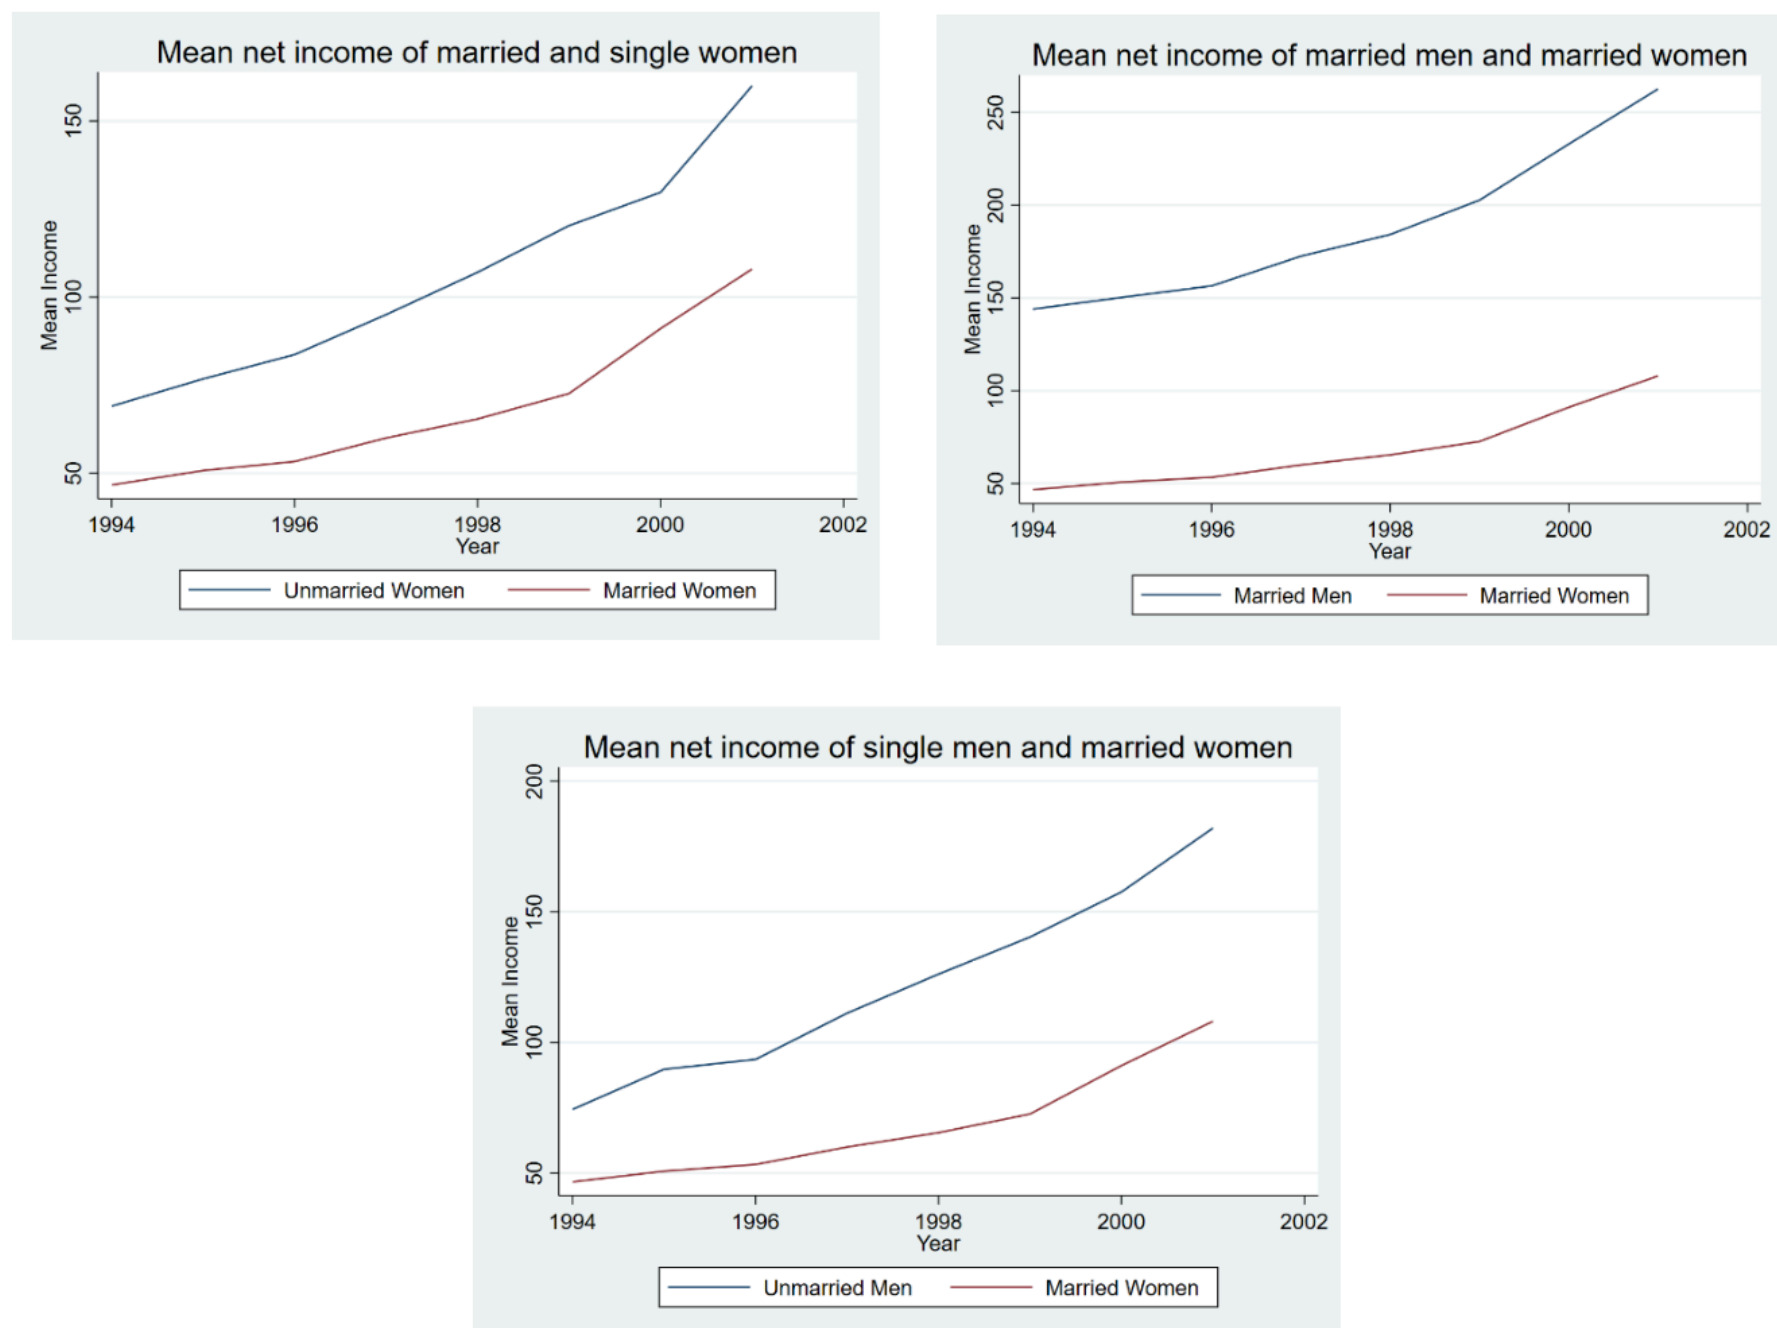 Mean net income of married and single women
Mean Income
150
100
50
1994 1996 1998 2000 2002
Year
Unmarried Women Married Women
Mean net income of married men and married women
Mean Income
250
200
150
100
50
1994 1996 1998 2000 2002
Year
Married Men Married Women
Mean net income of single men and married women
Mean Income
200
150
100
50
1994 1996 1998 2000 2002
Year
Unmarried Men Married Women